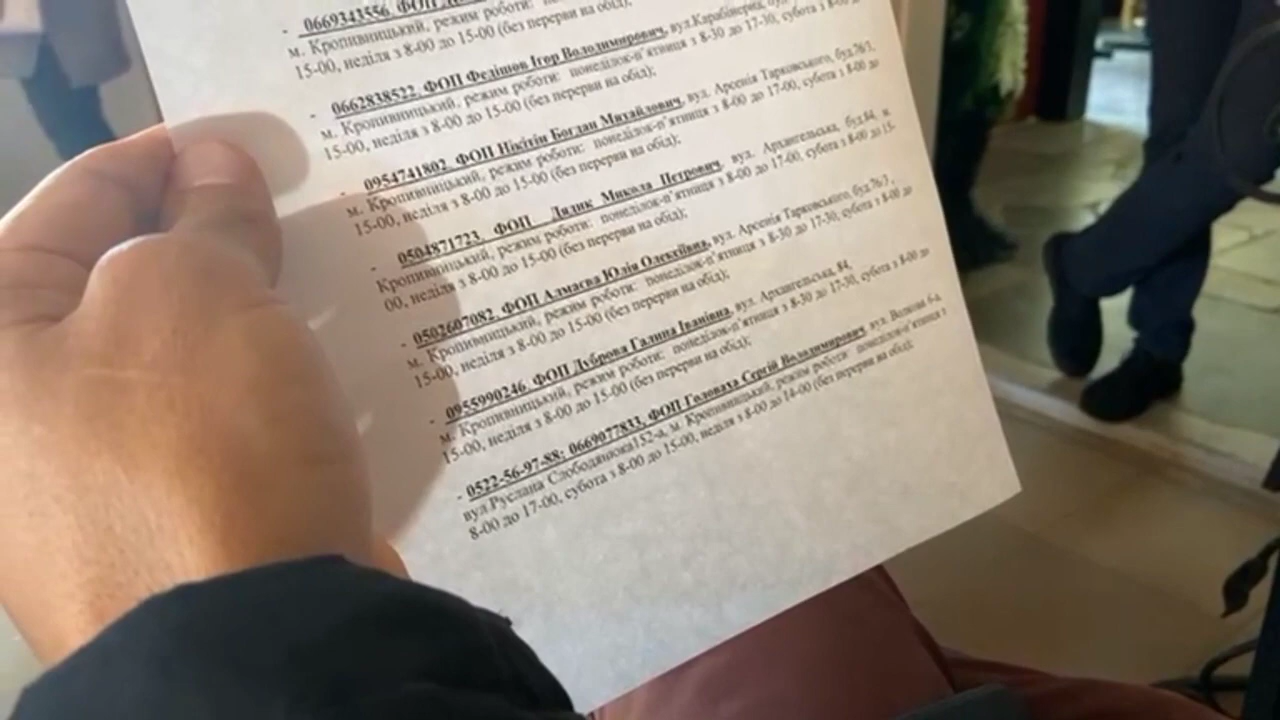 - 0669343556, ФОП
м. Кропивницький, режим роботи:
15-00, неділя з 8-00 до 15-00 (без перерви на обід);
- 0662838522, ФОП Федішов Ігор Володимирович, вул.Карабінерна,
м. Кропивницький, режим роботи: понеділок-п'ятниця з 8-30 до 17-30, субота з 8-00 до
15-00, неділя з 8-00 до 15-00 (без перерви на обід);
- 0954741802, ФОП Нікітін Богдан Михайлович, вул. Арсенія Тарковського, буд.76/3,
м. Кропивницький, режим роботи: понеділок-п'ятниця з 8-00 до 17-00, субота з 8-00 до
15-00, неділя з 8-00 до 15-00 (без перерви на обід);
- 0504871723, ФОП Дядик Микола Петрович, вул. Архангельська, буд.84, м.
Кропивницький, режим роботи: понеділок-п'ятниця з 8-00 до 17-00, субота з 8-00 до 15-
00, неділя з 8-00 до 15-00 (без перерви на обід);
- 0502607082, ФОП Алмаєва Юлія Олексіївна, вул. Арсенія Тарковського, буд.76/3,
м. Кропивницький, режим роботи: понеділок-п'ятниця з 8-30 до 17-30, субота з 8-00 до
15-00, неділя з 8-00 до 15-00 (без перерви на обід);
- 0955990246, ФОП Дуброва Галина Іванівна, вул. Архангельська, 84,
м. Кропивницький, режим роботи: понеділок-п'ятниця з 8-30 до 17-30, субота з 8-00 до
15-00, неділя з 8-00 до 15-00 (без перерви на обід);
- 0522-56-97-88; 0669077833, ФОП Головаха Сергій Володимирович, вул. Волкова 6-а,
вул.Руслана Слободянюка152-а, м. Кропивницький, режим роботи: понеділок-п'ятниця з
8-00 до 17-00, субота з 8-00 до 15-00, неділя з 8-00 до 14-00 (без перерви на обід);